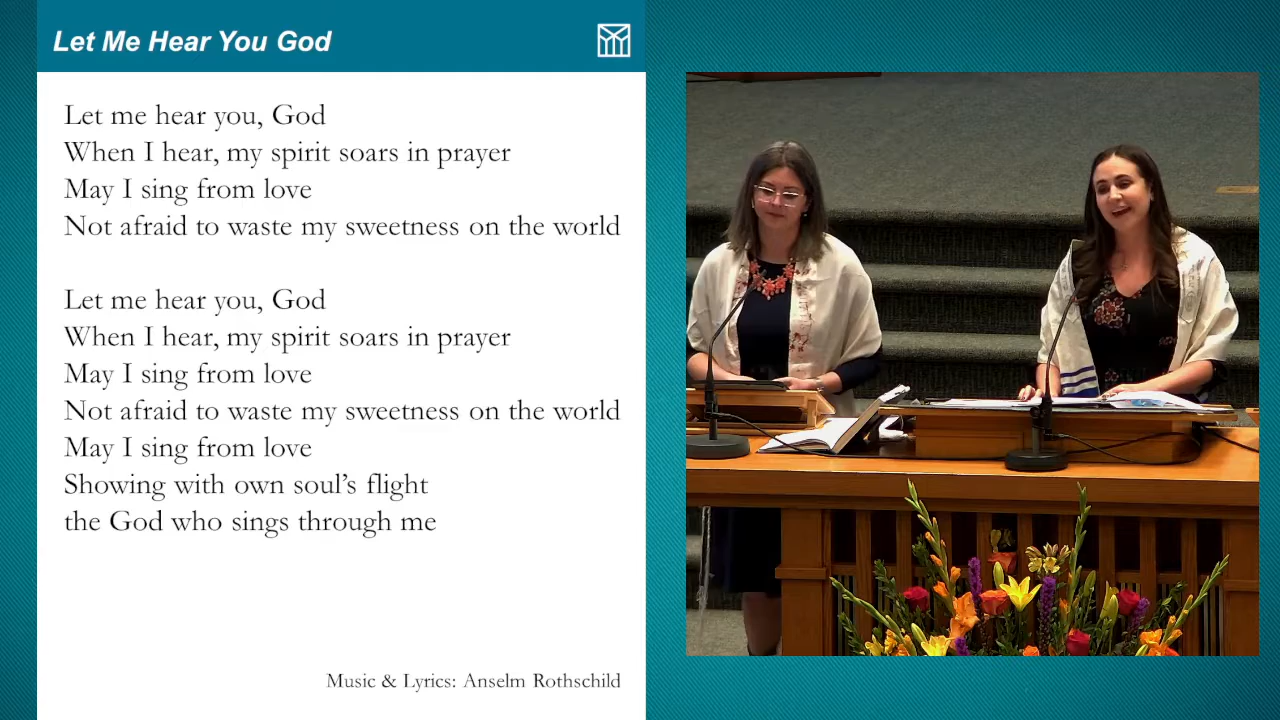 Let Me Hear You God
Let me hear you, God
When I hear, my spirit soars in prayer
May I sing from love
Not afraid to waste my sweetness on the world
Let me hear you, God
When I hear, my spirit soars in prayer
May I sing from love
Not afraid to waste my sweetness on the world
May I sing from love
Showing with own soul’s flight
the God who sings through me
Music & Lyrics: Anselm Rothschild